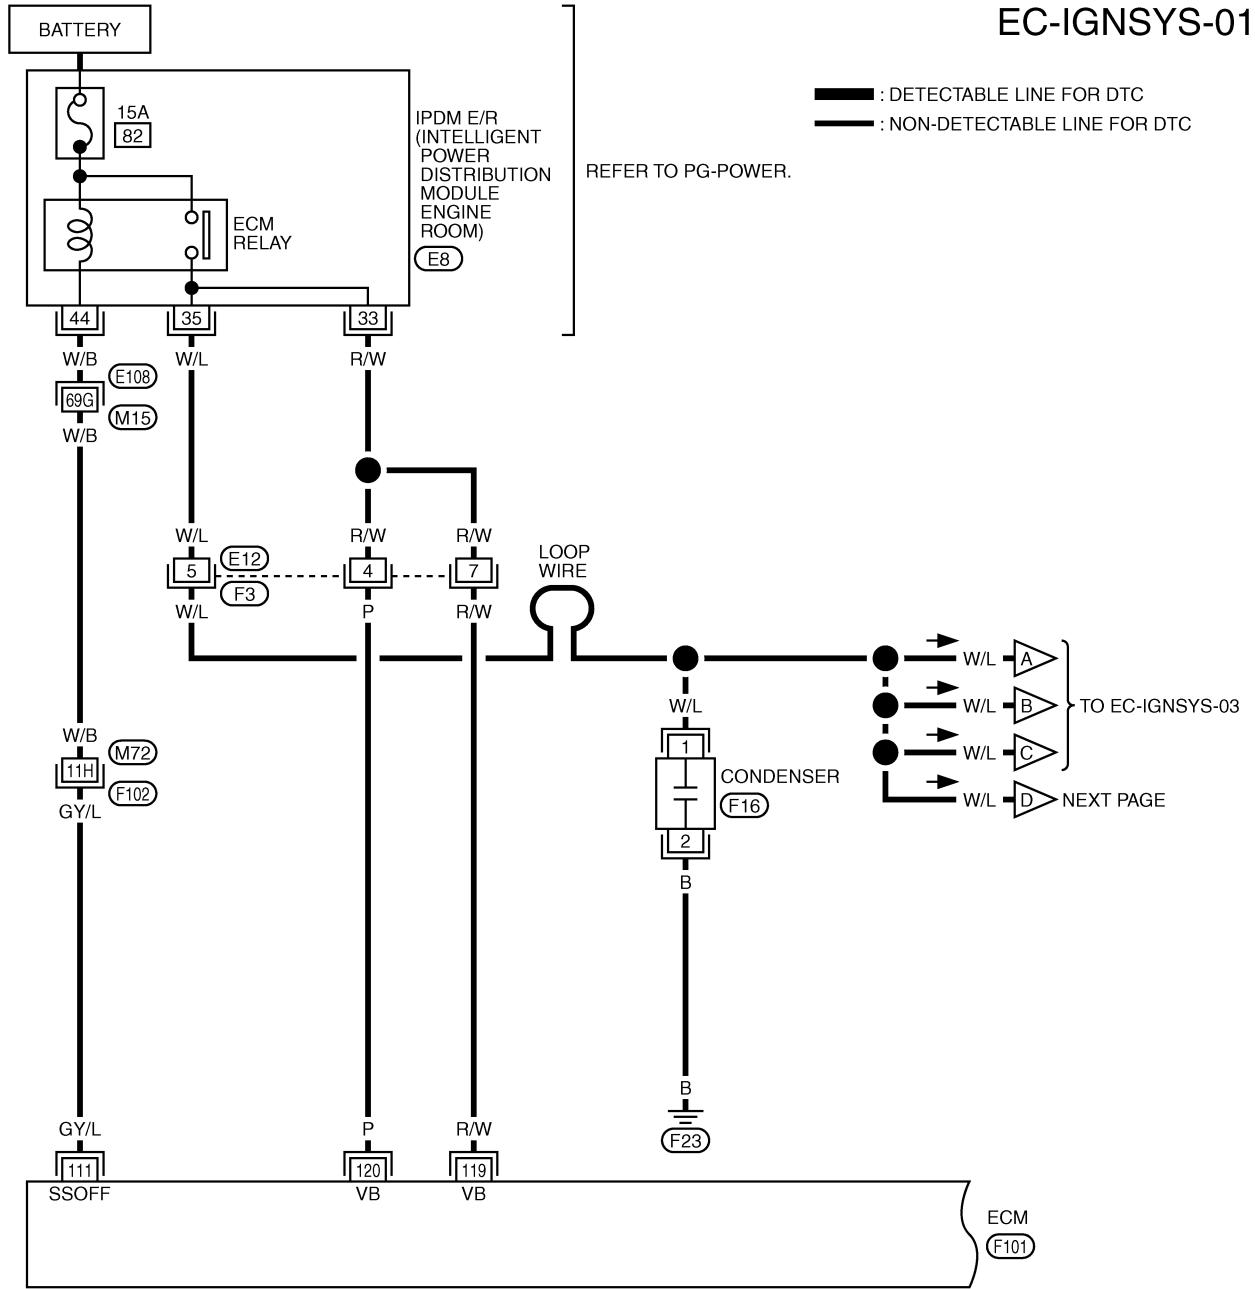 EC-IGNSYS-01
BATTERY
: DETECTABLE LINE FOR DTC
: NON-DETECTABLE LINE FOR DTC
15A
82
IPDM E/R
(INTELLIGENT
POWER
DISTRIBUTION
MODULE
ENGINE
ROOM)
E8
REFER TO PG-POWER.
ECM
RELAY
44
35
33
W/B
W/L
R/W
E108
69G
M15
W/B
W/L
R/W
R/W
E12
5
4
7
F3
W/L
P
R/W
LOOP
WIRE
W/L
A
W/L
B
W/L
C
TO EC-IGNSYS-03
W/L
D
NEXT PAGE
W/L
1
CONDENSER
F16
2
B
W/B
M72
11H
F102
GY/L
B
F23
GY/L
P
R/W
111
120
119
SSOFF
VB
VB
ECM
F101